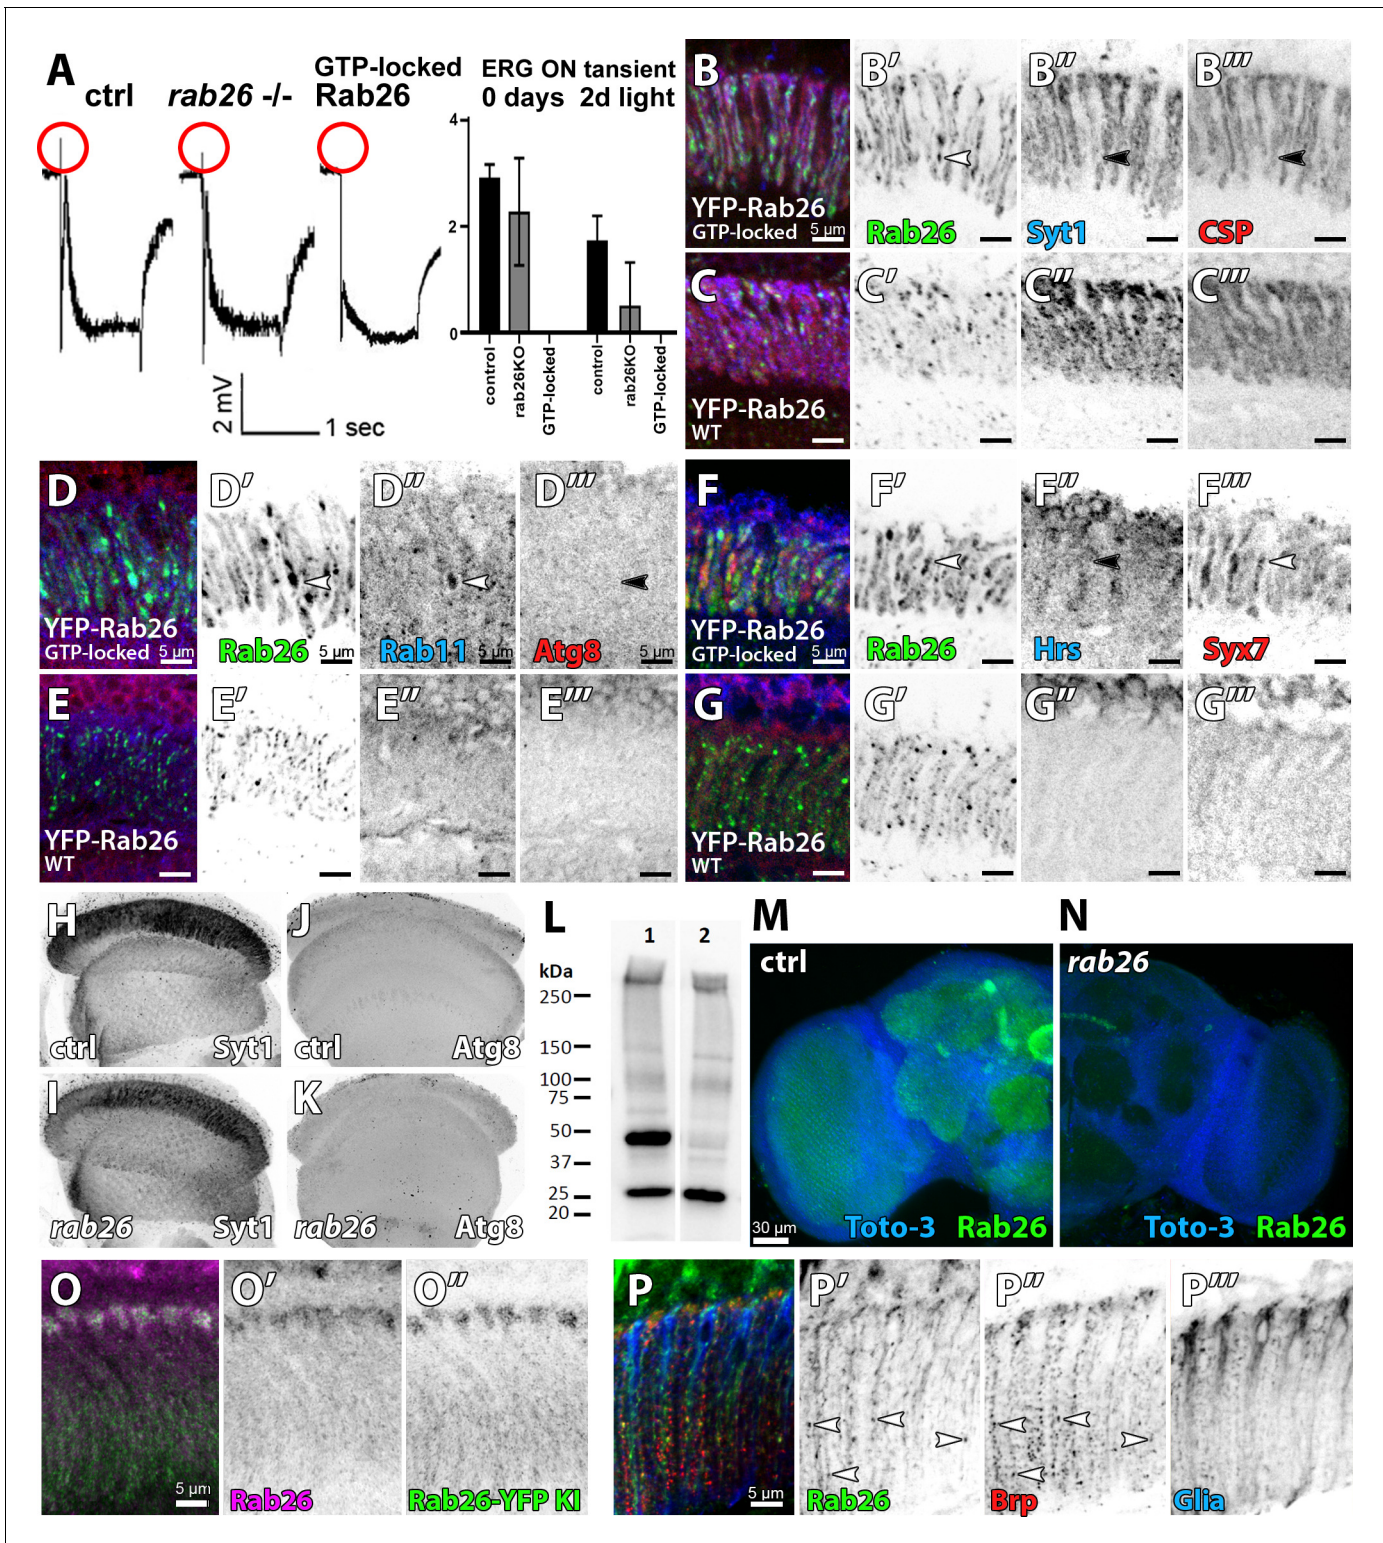 A
ctrl
rab26 -/-
GTP-locked
Rab26
ERG ON tansient
0 days 2d light
4
2
0
control
rab26KO
GTP-locked
control
rab26KO
GTP-locked
2 mV
1 sec
B
YFP-Rab26
GTP-locked
5 µm
B'
Rab26
B''
Syt1
B'''
CSP
C
YFP-Rab26
WT
C'
C''
C'''
D
YFP-Rab26
GTP-locked
5 µm
D'
Rab26
5 µm
D''
Rab11
5 µm
D'''
Atg8
5 µm
E
YFP-Rab26
WT
E'
E''
E'''
F
YFP-Rab26
GTP-locked
5 µm
F'
Rab26
F''
Hrs
F'''
Syx7
G
YFP-Rab26
WT
G'
G''
G'''
H
ctrl
Syt1
I
rab26
Syt1
J
ctrl
Atg8
K
rab26
Atg8
L
1
2
kDa
250
150
100
75
50
37
25
20
M
ctrl
30 µm
Toto-3
Rab26
N
rab26
Toto-3
Rab26
O
5 µm
O'
Rab26
O''
Rab26-YFP KI
P
5 µm
P'
Rab26
P''
Brp
P'''
Glia